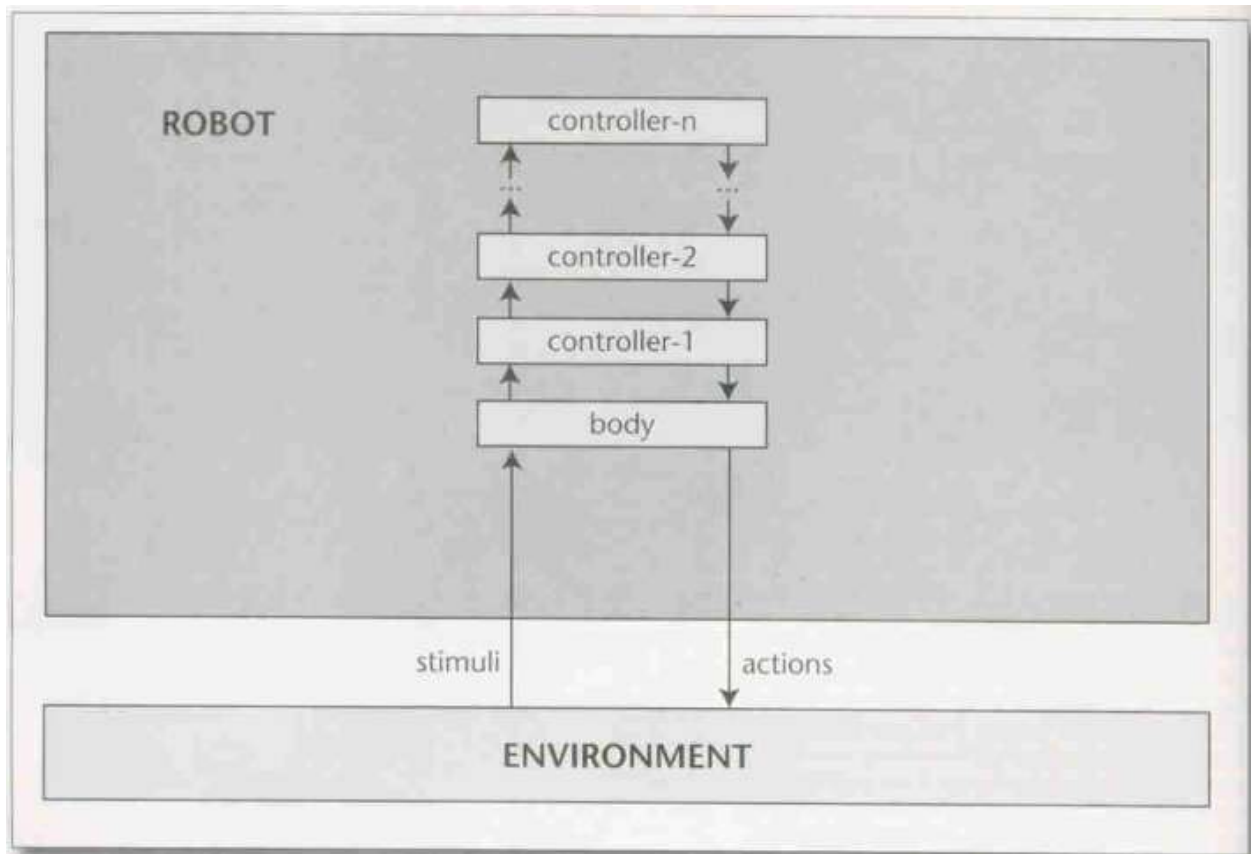 ROBOT
controller-n
...
...
controller-2
controller-1
body
stimuli
actions
ENVIRONMENT